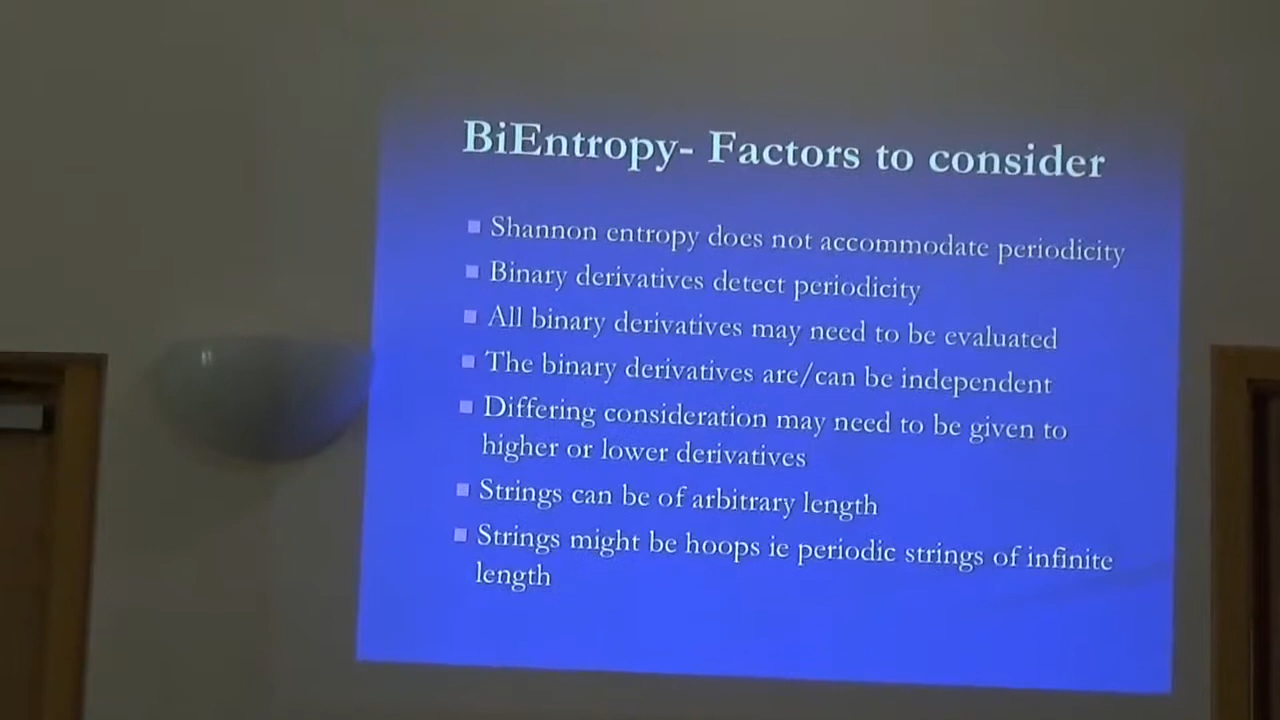 BiEntropy- Factors to consider
Shannon entropy does not accommodate periodicity
Binary derivatives detect periodicity
All binary derivatives may need to be evaluated
The binary derivatives are/can be independent
Differing consideration may need to be given to
higher or lower derivatives
Strings can be of arbitrary length
Strings might be hoops ie periodic strings of infinite
length